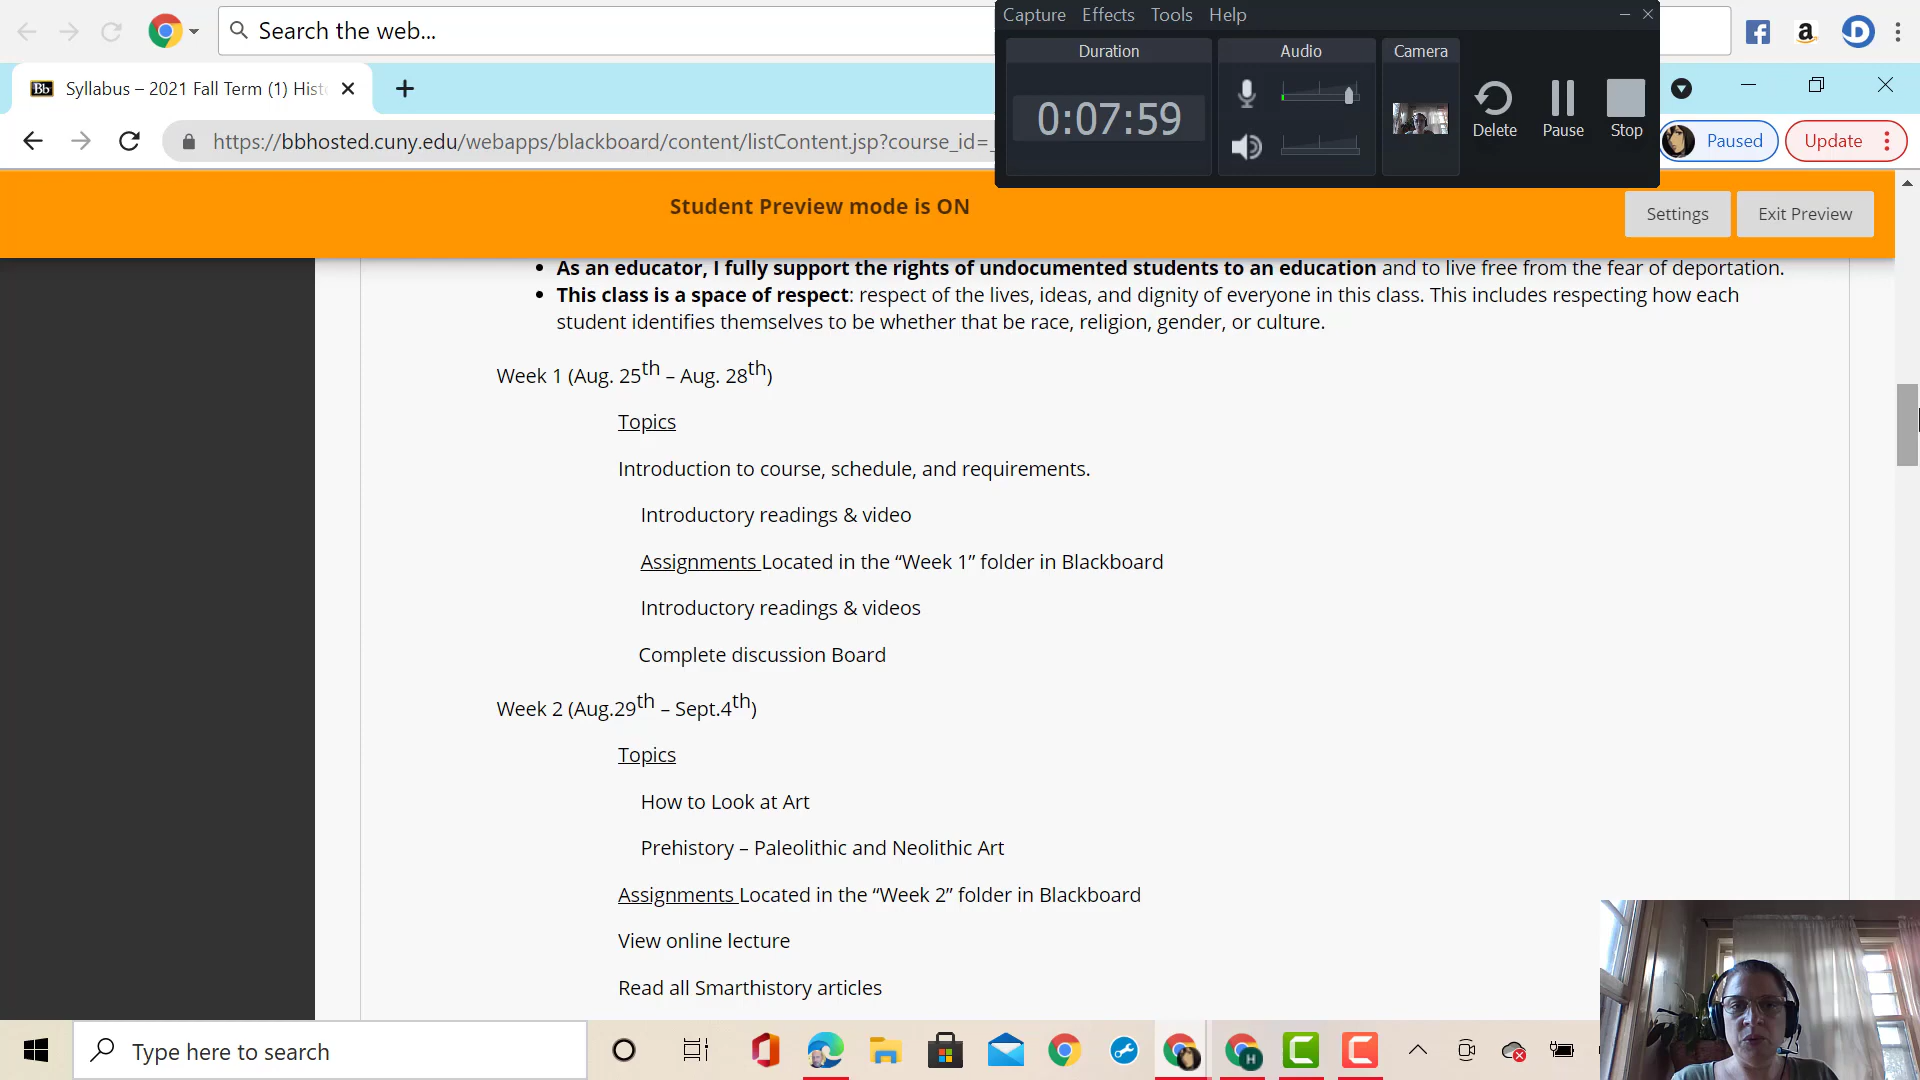 Search the web...
Capture Effects Tools Help
Duration
Audio
Camera
0:07:59
Delete
Pause
Stop
Bb
Syllabus – 2021 Fall Term (1) Hist
https://bbhosted.cuny.edu/webapps/blackboard/content/listContent.jsp?course_id=_
Paused
Update
Student Preview mode is ON
Settings
Exit Preview
• As an educator, I fully support the rights of undocumented students to an education and to live free from the fear of deportation.
• This class is a space of respect: respect of the lives, ideas, and dignity of everyone in this class. This includes respecting how each
student identifies themselves to be whether that be race, religion, gender, or culture.
Week 1 (Aug. 25th – Aug. 28th)
Topics
Introduction to course, schedule, and requirements.
Introductory readings & video
Assignments Located in the “Week 1” folder in Blackboard
Introductory readings & videos
Complete discussion Board
Week 2 (Aug.29th – Sept.4th)
Topics
How to Look at Art
Prehistory – Paleolithic and Neolithic Art
Assignments Located in the “Week 2” folder in Blackboard
View online lecture
Read all Smarthistory articles
Type here to search